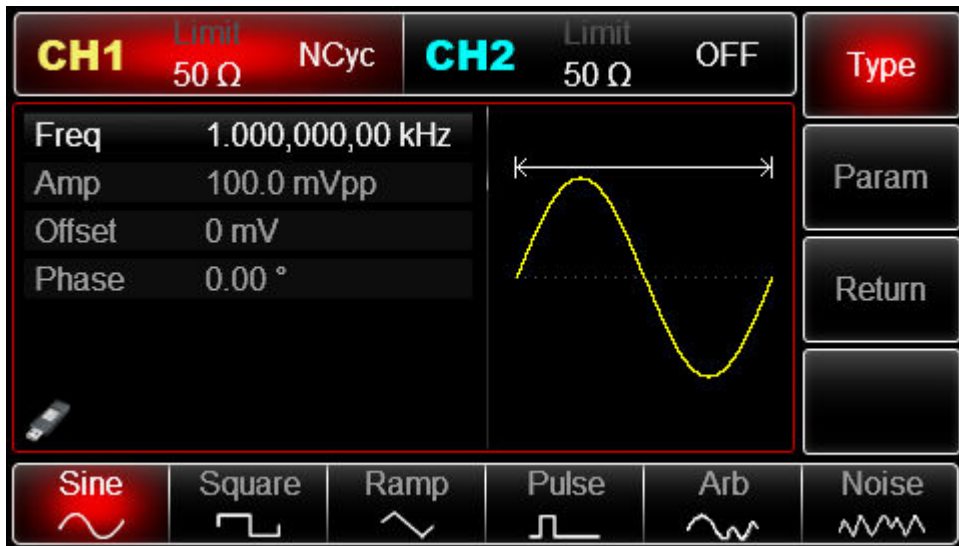 CH1 Limit 50 Ω NCyc
CH2 Limit 50 Ω OFF
Type
Freq 1.000,000,00 kHz
Amp 100.0 mVpp
Offset 0 mV
Phase 0.00 °
Param
Return
Sine Square Ramp Pulse Arb Noise